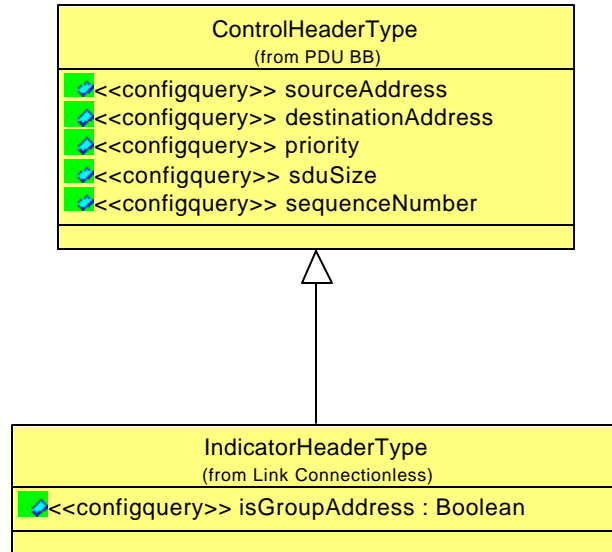 ControlHeaderType
(from PDU BB)
<<configquery>> sourceAddress
<<configquery>> destinationAddress
<<configquery>> priority
<<configquery>> sduSize
<<configquery>> sequenceNumber
IndicatorHeaderType
(from Link Connectionless)
<<configquery>> isGroupAddress : Boolean